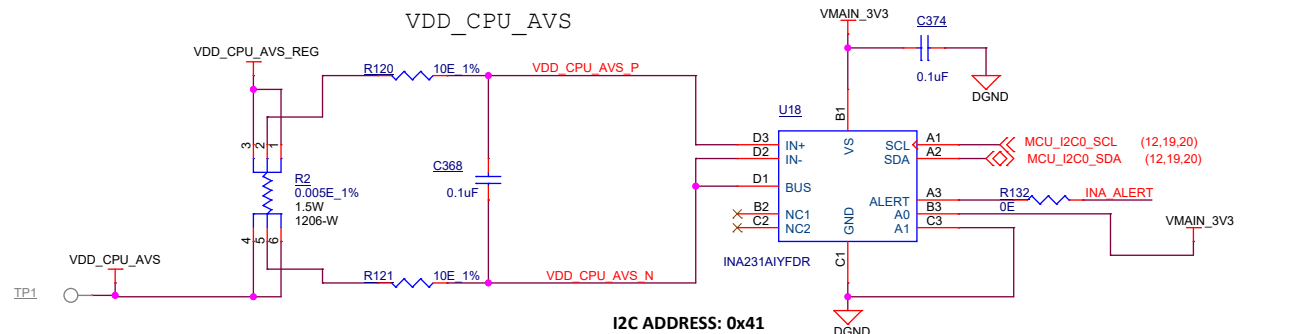 VDD_CPU_AVS
VMAIN_3V3
C374
0.1uF
DGND
VDD_CPU_AVS_REG
R120 10E_1%
VDD_CPU_AVS_P
U18
B1
3 2 1
D3 IN+
D2 IN-
D1 BUS
B2 NC1
C2 NC2
VS
GND
SCL A1
SDA A2
ALERT A3
A0 B3
A1 C3
MCU_I2C0_SCL (12,19,20)
MCU_I2C0_SDA (12,19,20)
R132
0E
INA_ALERT
VMAIN_3V3
C368
0.1uF
R2
0.005E_1%
1.5W
1206-W
4 5 6
C1
INA231AIYFDR
VDD_CPU_AVS
TP1
R121 10E_1%
VDD_CPU_AVS_N
I2C ADDRESS: 0x41
DGND